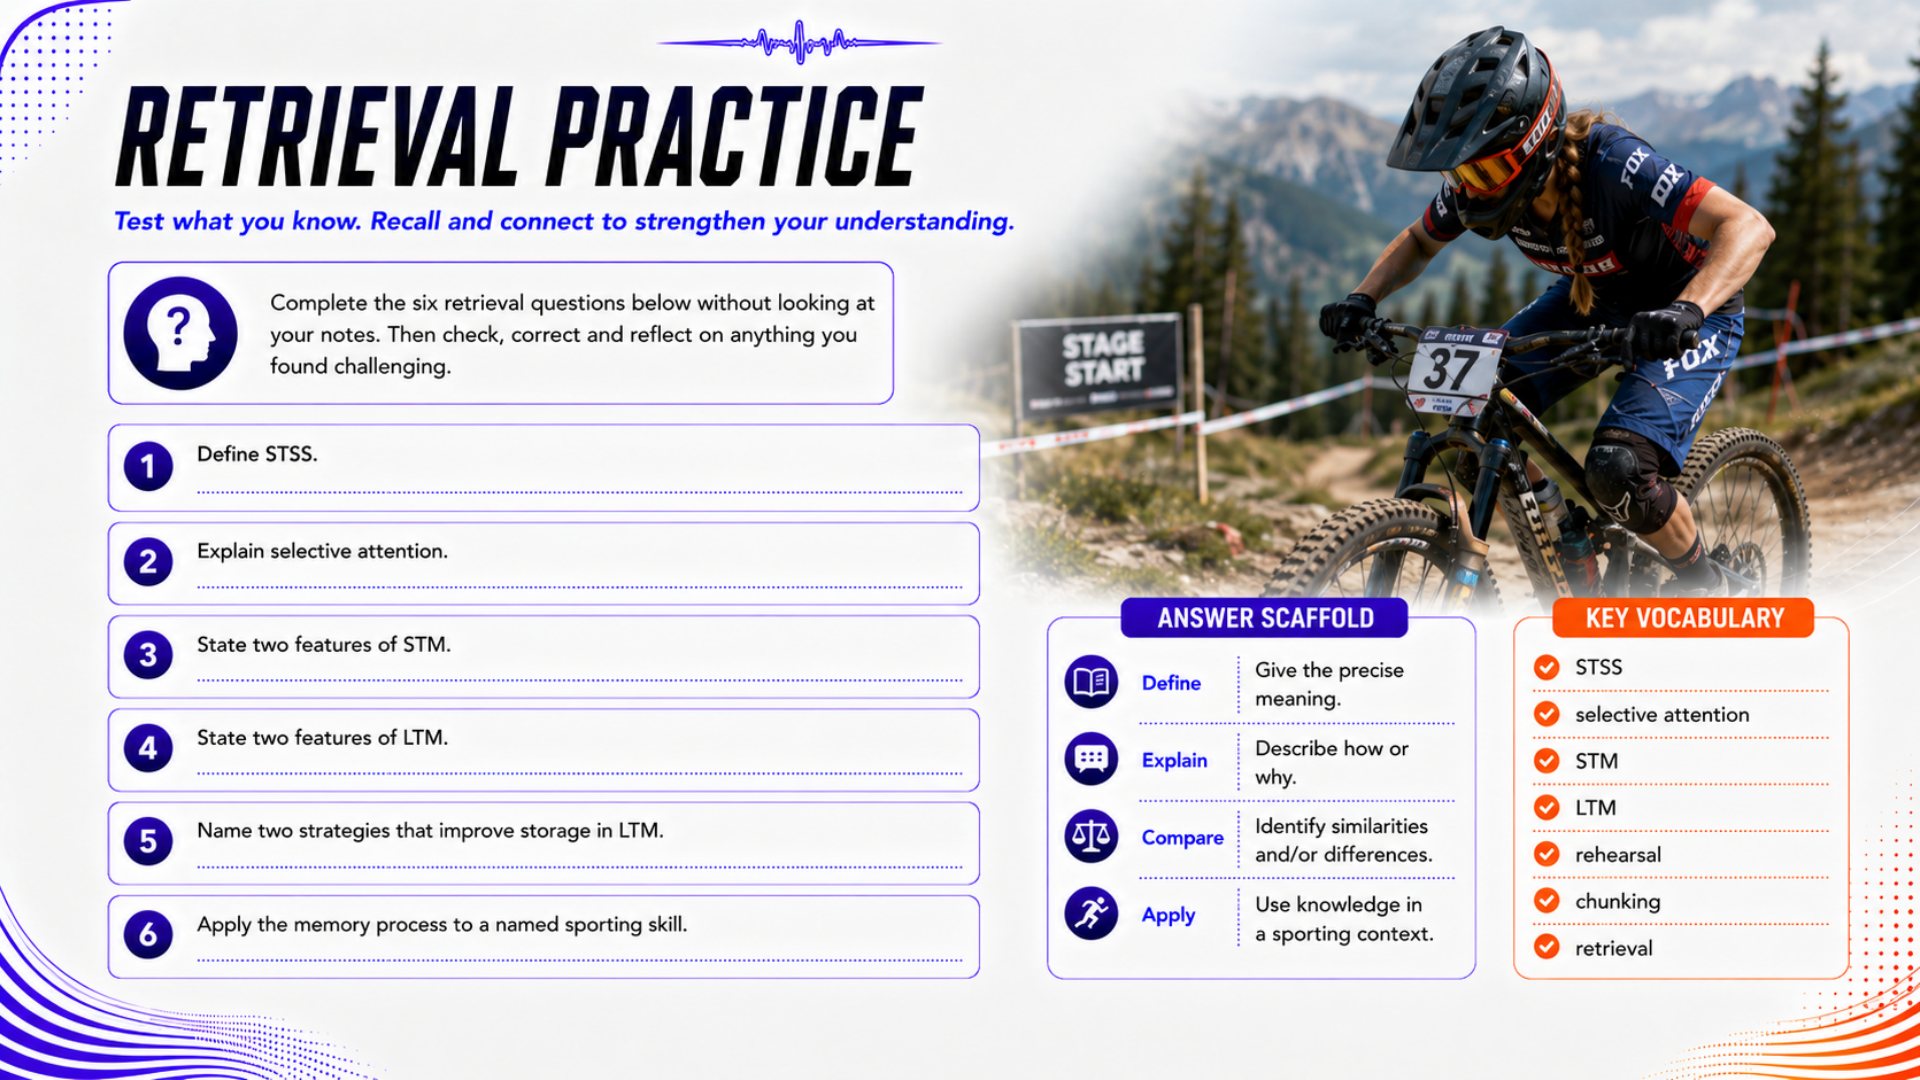 RETRIEVAL PRACTICE
Test what you know. Recall and connect to strengthen your understanding.
Complete the six retrieval questions below without looking at
your notes. Then check, correct and reflect on anything you
found challenging.
1
Define STSS.
2
Explain selective attention.
3
State two features of STM.
4
State two features of LTM.
5
Name two strategies that improve storage in LTM.
6
Apply the memory process to a named sporting skill.
STAGE
START
FOX
37
FOX
ANSWER SCAFFOLD
Define
Give the precise
meaning.
Explain
Describe how or
why.
Compare
Identify similarities
and/or differences.
Apply
Use knowledge in
a sporting context.
KEY VOCABULARY
STSS
selective attention
STM
LTM
rehearsal
chunking
retrieval